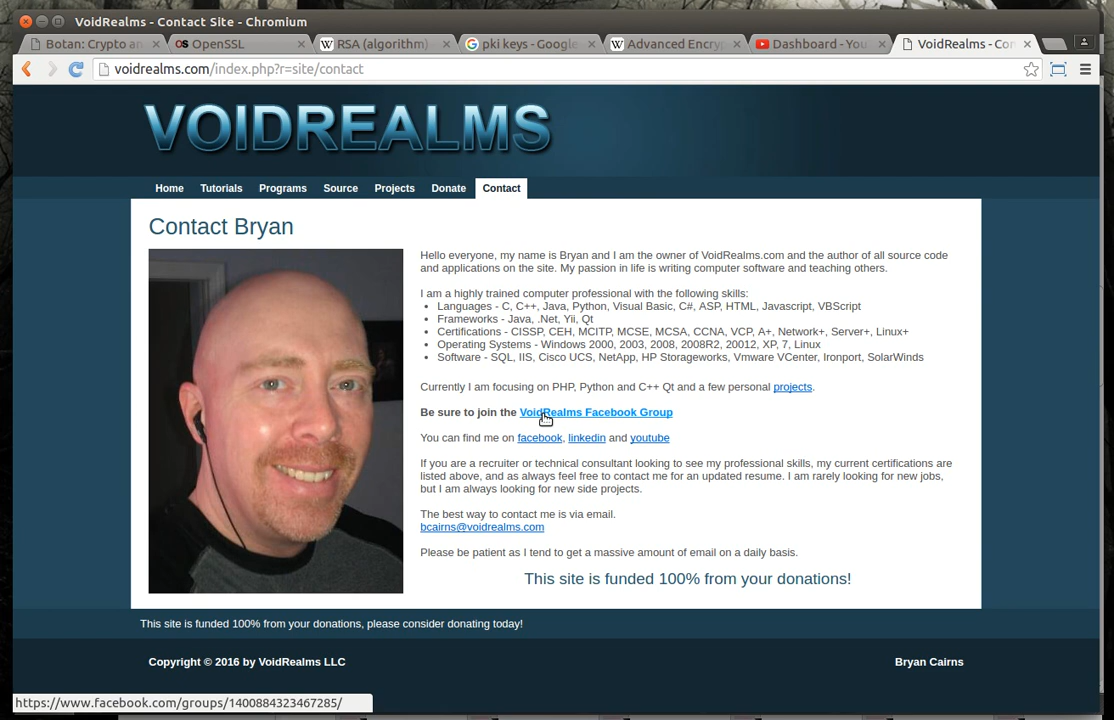 VoidRealms - Contact Site - Chromium
Botan: Crypto an
OpenSSL
RSA (algorithm)
pki keys - Google
Advanced Encry
Dashboard - You
VoidRealms - Con
voidrealms.com/index.php?r=site/contact
VOIDREALMS
Home Tutorials Programs Source Projects Donate Contact
Contact Bryan
Hello everyone, my name is Bryan and I am the owner of VoidRealms.com and the author of all source code
and applications on the site. My passion in life is writing computer software and teaching others.
I am a highly trained computer professional with the following skills:
• Languages - C, C++, Java, Python, Visual Basic, C#, ASP, HTML, Javascript, VBScript
• Frameworks - Java, .Net, Yii, Qt
• Certifications - CISSP, CEH, MCITP, MCSE, MCSA, CCNA, VCP, A+, Network+, Server+, Linux+
• Operating Systems - Windows 2000, 2003, 2008, 2008R2, 20012, XP, 7, Linux
• Software - SQL, IIS, Cisco UCS, NetApp, HP Storageworks, Vmware VCenter, Ironport, SolarWinds
Currently I am focusing on PHP, Python and C++ Qt and a few personal projects.
Be sure to join the VoidRealms Facebook Group
You can find me on facebook, linkedin and youtube
If you are a recruiter or technical consultant looking to see my professional skills, my current certifications are
listed above, and as always feel free to contact me for an updated resume. I am rarely looking for new jobs,
but I am always looking for new side projects.
The best way to contact me is via email.
bcairns@voidrealms.com
Please be patient as I tend to get a massive amount of email on a daily basis.
This site is funded 100% from your donations!
This site is funded 100% from your donations, please consider donating today!
Copyright © 2016 by VoidRealms LLC
Bryan Cairns
https://www.facebook.com/groups/1400884323467285/